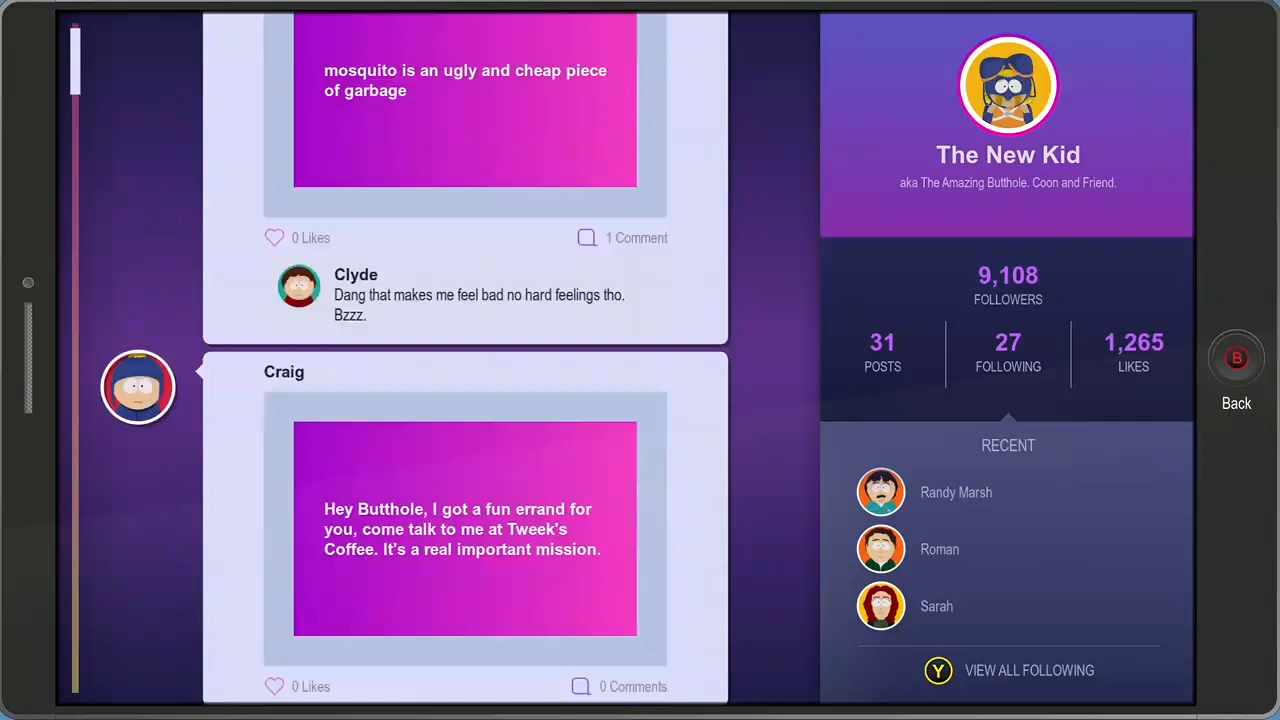 mosquito is an ugly and cheap piece
of garbage
0 Likes
1 Comment
Clyde
Dang that makes me feel bad no hard feelings tho.
Bzzz.
Craig
Hey Butthole, I got a fun errand for
you, come talk to me at Tweek's
Coffee. It's a real important mission.
0 Likes
0 Comments
The New Kid
aka The Amazing Butthole. Coon and Friend.
9,108
FOLLOWERS
31
POSTS
27
FOLLOWING
1,265
LIKES
RECENT
Randy Marsh
Roman
Sarah
Y VIEW ALL FOLLOWING
B
Back